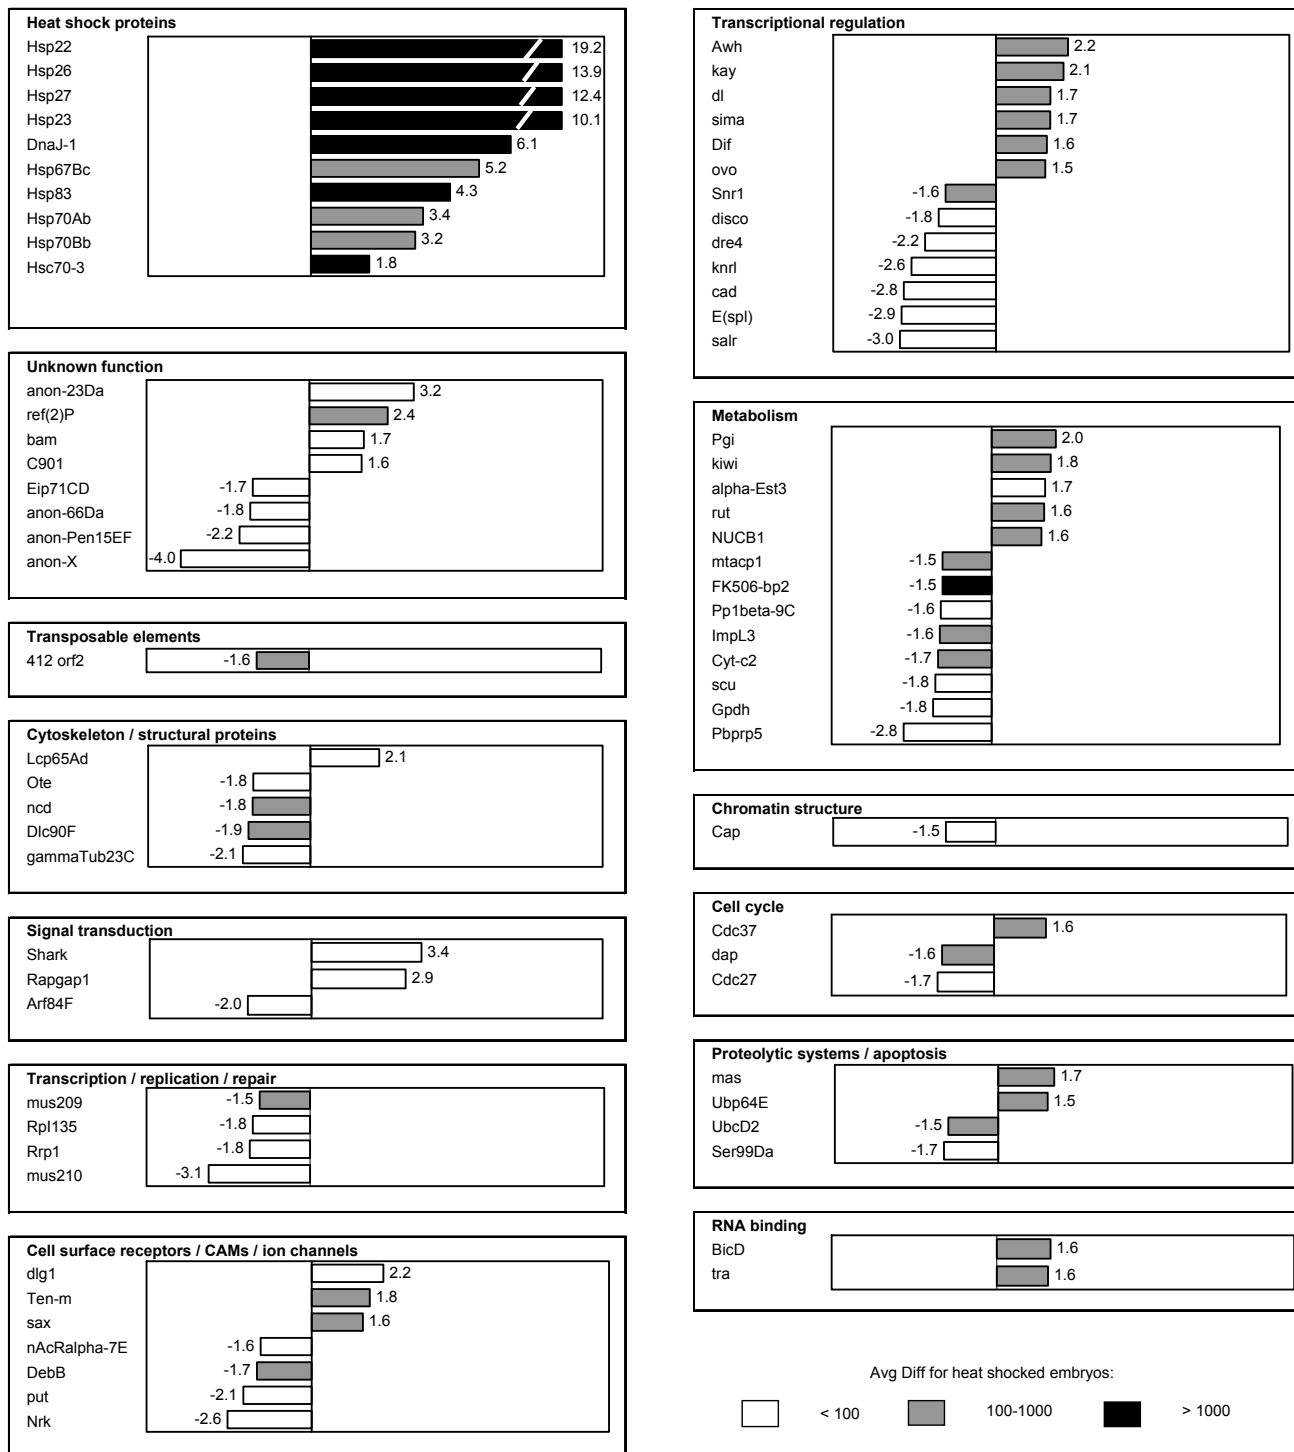 Heat shock proteins
Hsp22 19.2
Hsp26 13.9
Hsp27 12.4
Hsp23 10.1
DnaJ-1 6.1
Hsp67Bc 5.2
Hsp83 4.3
Hsp70Ab 3.4
Hsp70Bb 3.2
Hsc70-3 1.8
Unknown function
anon-23Da 3.2
ref(2)P 2.4
bam 1.7
C901 1.6
Eip71CD -1.7
anon-66Da -1.8
anon-Pen15EF -2.2
anon-X -4.0
Transposable elements
412 orf2 -1.6
Cytoskeleton / structural proteins
Lcp65Ad 2.1
Ote -1.8
ncd -1.8
Dlc90F -1.9
gammaTub23C -2.1
Signal transduction
Shark 3.4
Rapgap1 2.9
Arf84F -2.0
Transcription / replication / repair
mus209 -1.5
RpI135 -1.8
Rrp1 -1.8
mus210 -3.1
Cell surface receptors / CAMs / ion channels
dlg1 2.2
Ten-m 1.8
sax 1.6
nAcRalpha-7E -1.6
DebB -1.7
put -2.1
Nrk -2.6
Transcriptional regulation
Awh 2.2
kay 2.1
dl 1.7
sima 1.7
Dif 1.6
ovo 1.5
Snr1 -1.6
disco -1.8
dre4 -2.2
knrl -2.6
cad -2.8
E(spl) -2.9
salr -3.0
Metabolism
Pgi 2.0
kiwi 1.8
alpha-Est3 1.7
rut 1.6
NUCB1 1.6
mtacp1 -1.5
FK506-bp2 -1.5
Pp1beta-9C -1.6
ImpL3 -1.6
Cyt-c2 -1.7
scu -1.8
Gpdh -1.8
Pbprp5 -2.8
Chromatin structure
Cap -1.5
Cell cycle
Cdc37 1.6
dap -1.6
Cdc27 -1.7
Proteolytic systems / apoptosis
mas 1.7
Ubp64E 1.5
UbcD2 -1.5
Ser99Da -1.7
RNA binding
BicD 1.6
tra 1.6
Avg Diff for heat shocked embryos:
< 100 100-1000 > 1000